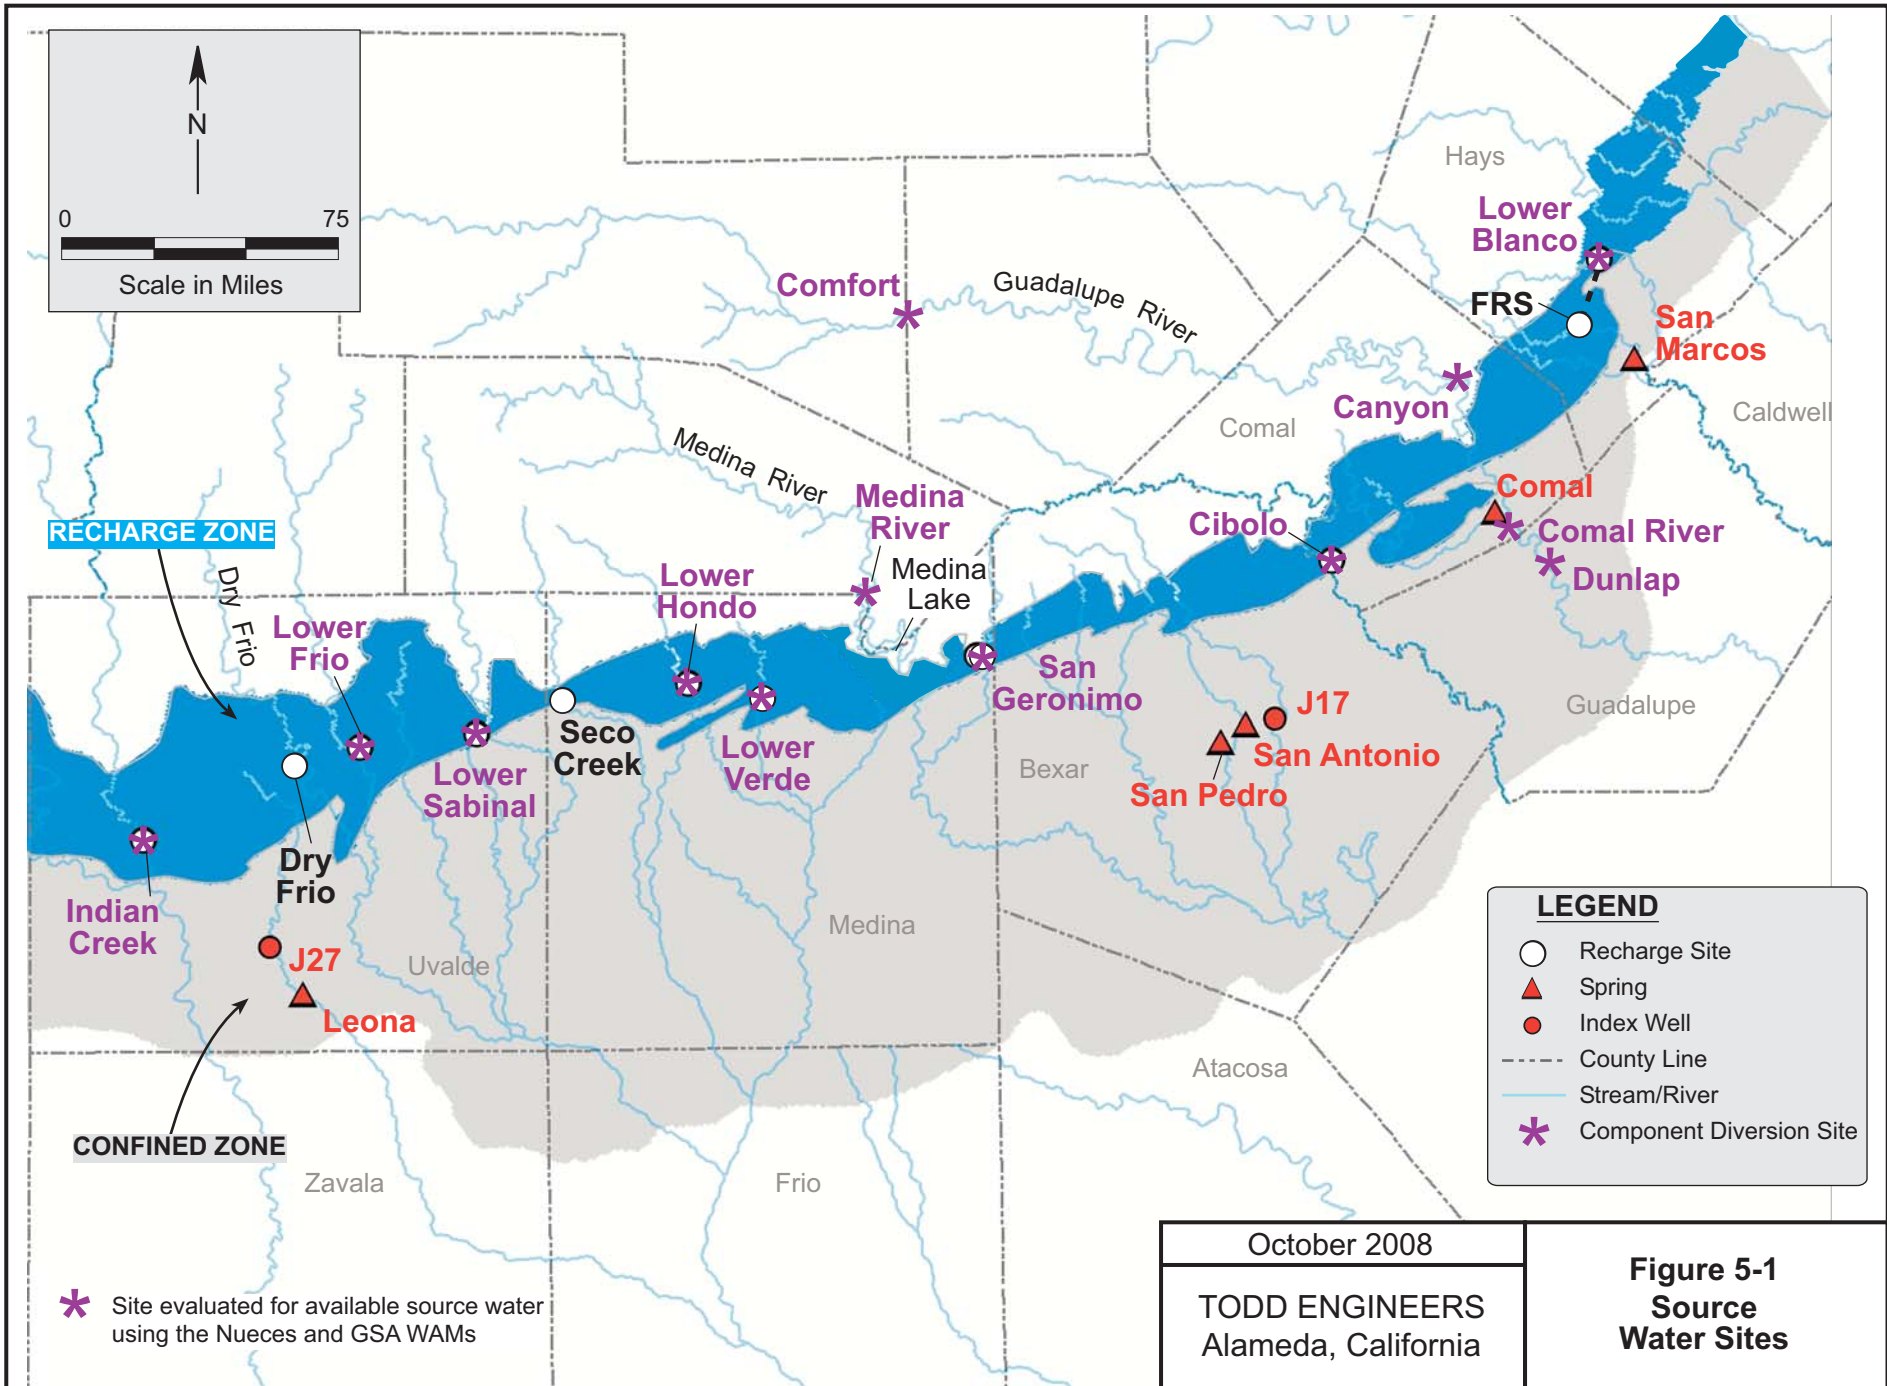 N
0 75
Scale in Miles
Hays
Lower
Blanco
Comfort
Guadalupe River
FRS
San
Marcos
Canyon
Caldwell
Comal
Medina River
Medina
River
Comal
RECHARGE ZONE
Cibolo
Comal River
Dunlap
Medina
Lake
Lower
Hondo
Dry Frio
Lower
Frio
San
Geronimo
J17
Guadalupe
San Antonio
San Pedro
Bexar
Seco
Creek
Lower
Verde
Lower
Sabinal
Dry
Frio
Indian
Creek
Medina
J27
Uvalde
Leona
Atacosa
CONFINED ZONE
Zavala
Frio
LEGEND
Recharge Site
Spring
Index Well
County Line
Stream/River
Component Diversion Site
Site evaluated for available source water
using the Nueces and GSA WAMs
October 2008
TODD ENGINEERS
Alameda, California
Figure 5-1
Source
Water Sites